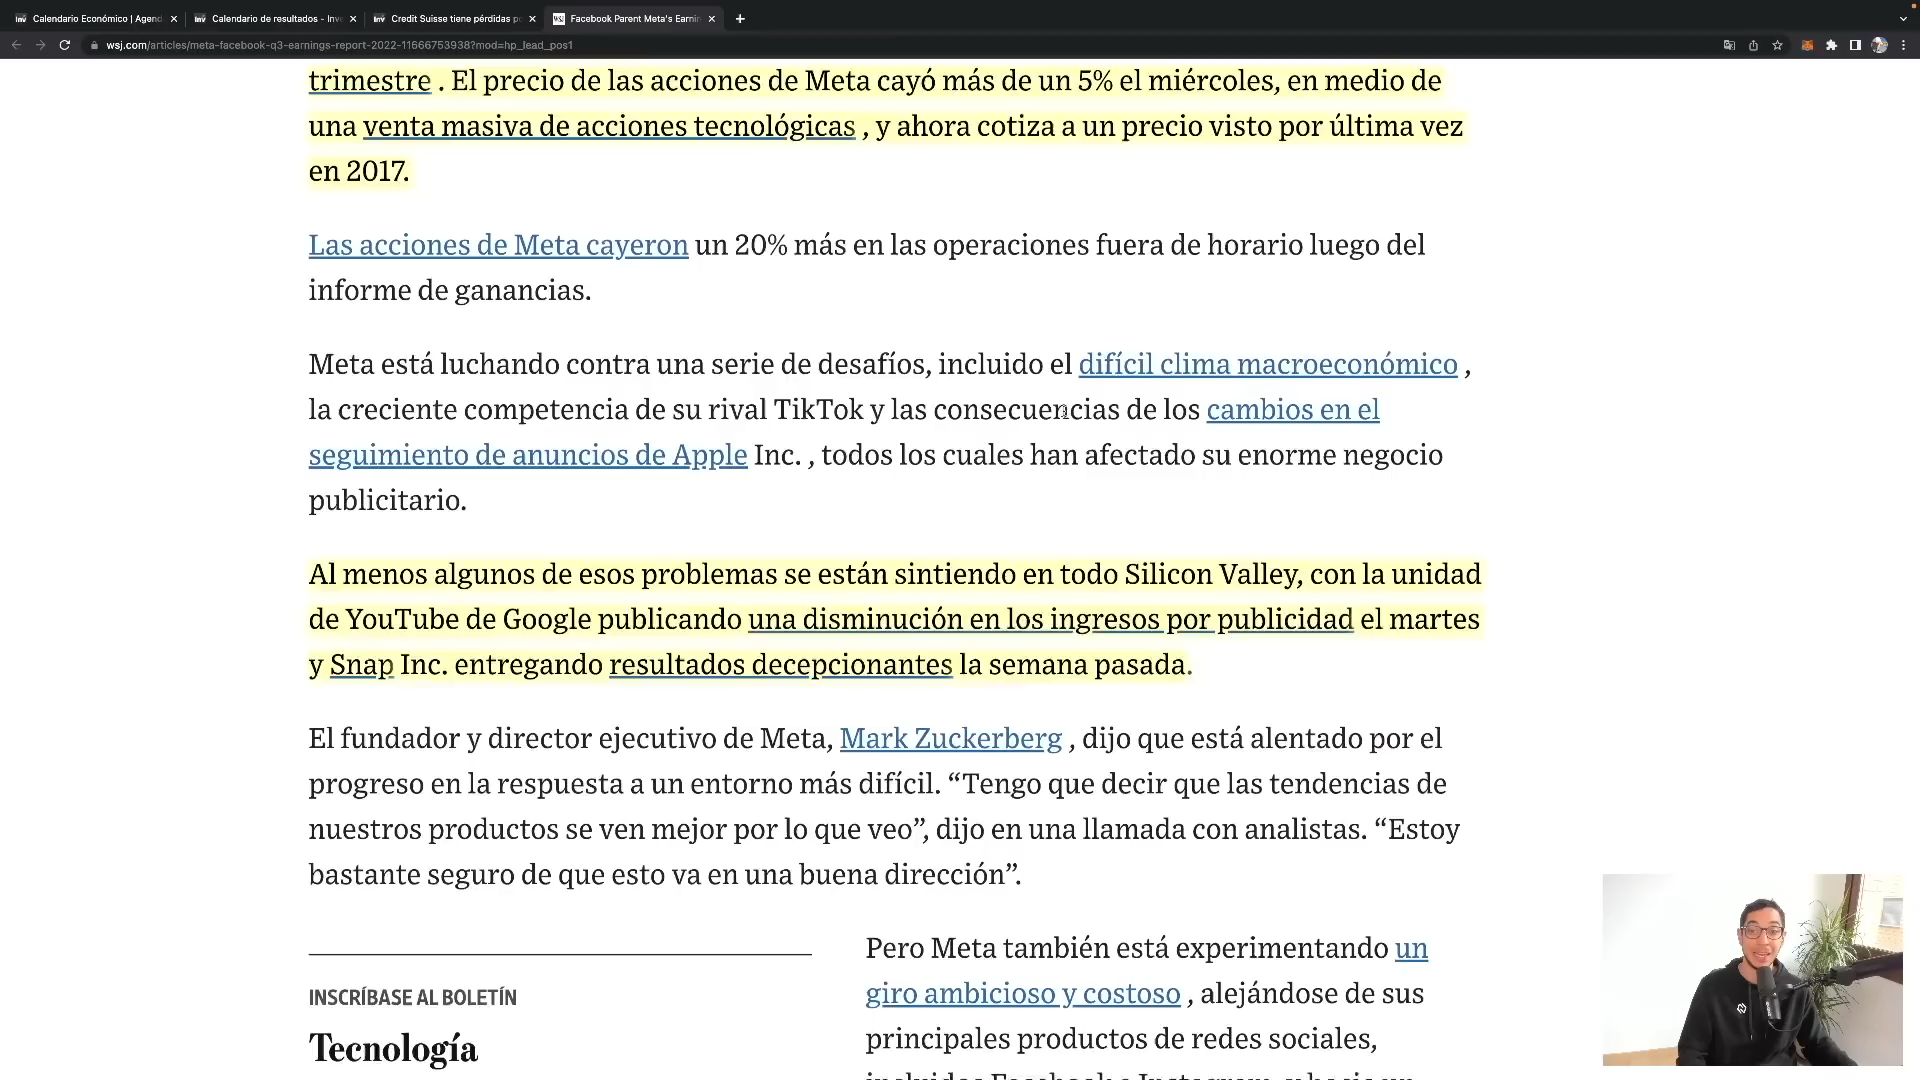 Calendario Económico | Agend
Calendario de resultados - Inve
Credit Suisse tiene pérdidas po
Facebook Parent Meta's Earnin
wsj.com/articles/meta-facebook-q3-earnings-report-2022-11666753938?mod=hp_lead_pos1
trimestre . El precio de las acciones de Meta cayó más de un 5% el miércoles, en medio de
una venta masiva de acciones tecnológicas , y ahora cotiza a un precio visto por última vez
en 2017.
Las acciones de Meta cayeron un 20% más en las operaciones fuera de horario luego del
informe de ganancias.
Meta está luchando contra una serie de desafíos, incluido el difícil clima macroeconómico ,
la creciente competencia de su rival TikTok y las consecuencias de los cambios en el
seguimiento de anuncios de Apple Inc. , todos los cuales han afectado su enorme negocio
publicitario.
Al menos algunos de esos problemas se están sintiendo en todo Silicon Valley, con la unidad
de YouTube de Google publicando una disminución en los ingresos por publicidad el martes
y Snap Inc. entregando resultados decepcionantes la semana pasada.
El fundador y director ejecutivo de Meta, Mark Zuckerberg , dijo que está alentado por el
progreso en la respuesta a un entorno más difícil. “Tengo que decir que las tendencias de
nuestros productos se ven mejor por lo que veo”, dijo en una llamada con analistas. “Estoy
bastante seguro de que esto va en una buena dirección”.
INSCRÍBASE AL BOLETÍN
Tecnología
Pero Meta también está experimentando un
giro ambicioso y costoso , alejándose de sus
principales productos de redes sociales,